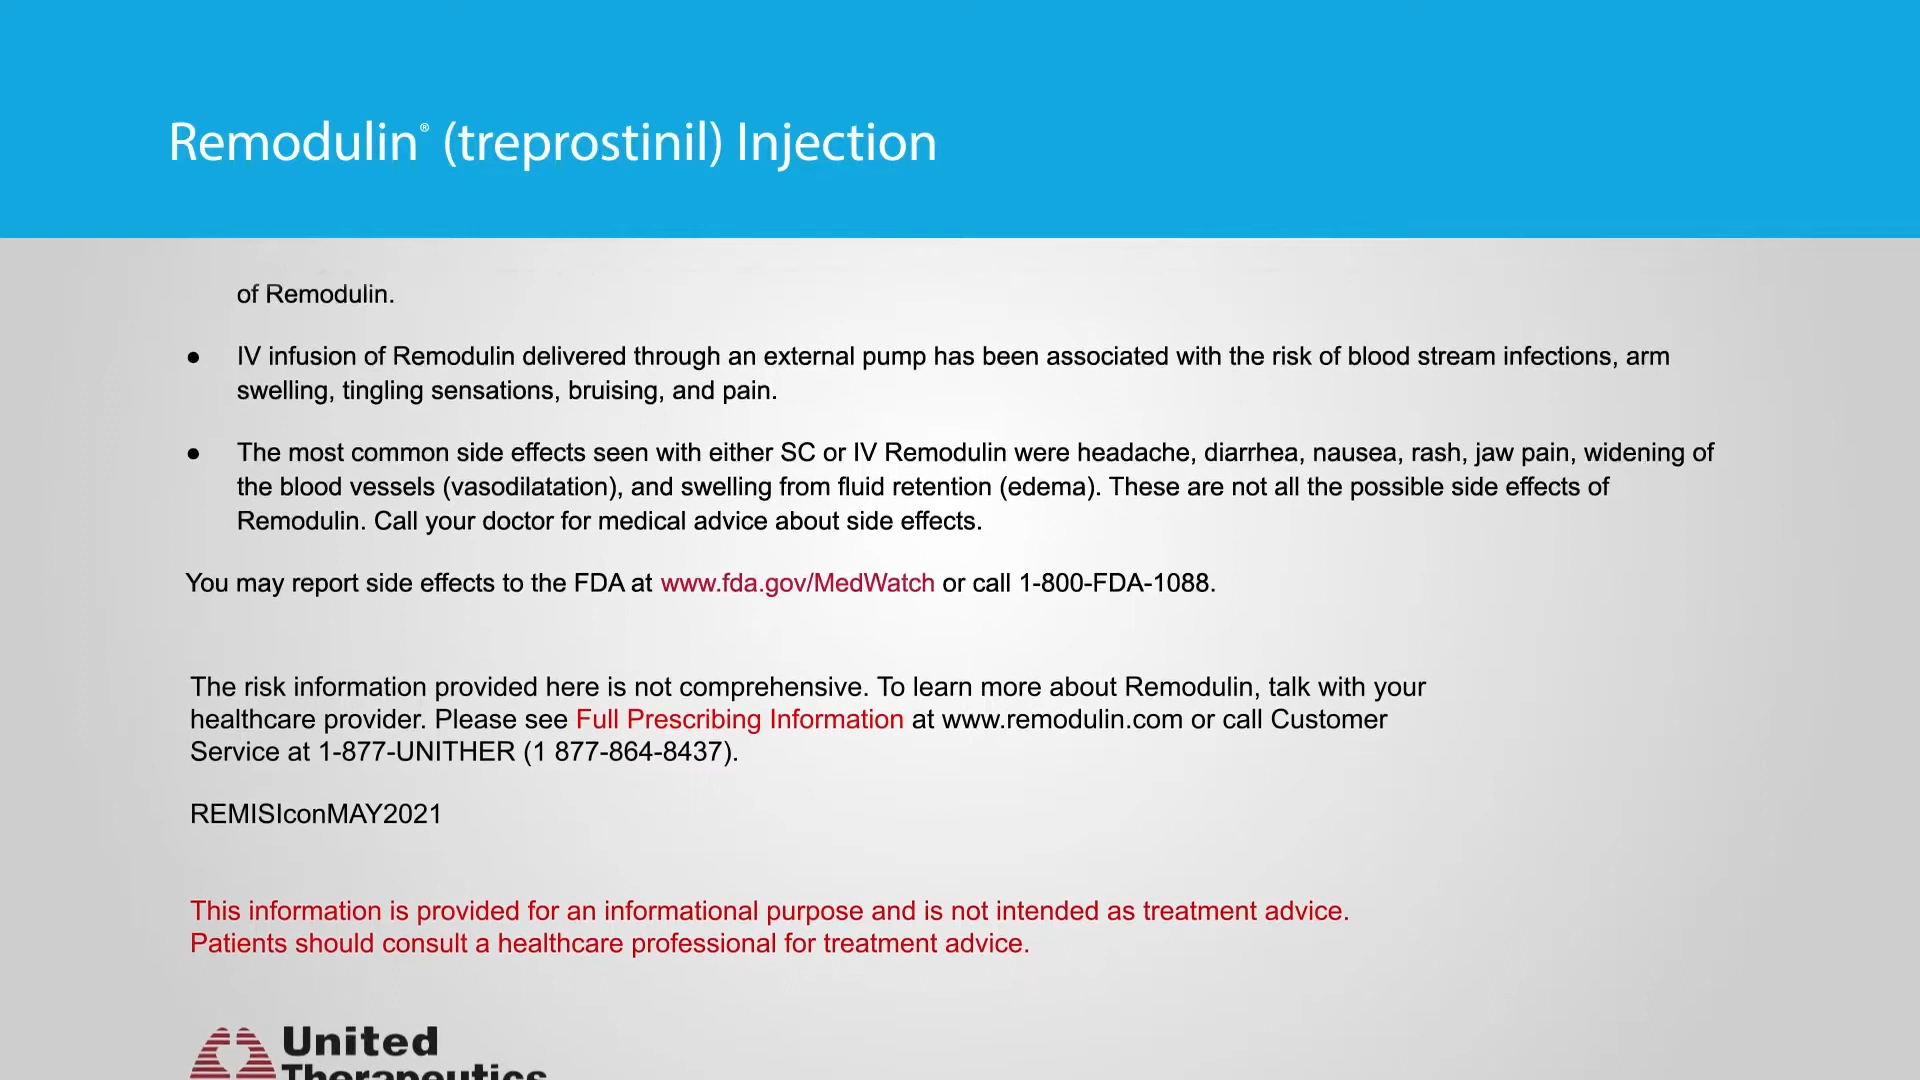 Remodulin® (treprostinil) Injection
of Remodulin.
● IV infusion of Remodulin delivered through an external pump has been associated with the risk of blood stream infections, arm
swelling, tingling sensations, bruising, and pain.
● The most common side effects seen with either SC or IV Remodulin were headache, diarrhea, nausea, rash, jaw pain, widening of
the blood vessels (vasodilatation), and swelling from fluid retention (edema). These are not all the possible side effects of
Remodulin. Call your doctor for medical advice about side effects.
You may report side effects to the FDA at www.fda.gov/MedWatch or call 1-800-FDA-1088.
The risk information provided here is not comprehensive. To learn more about Remodulin, talk with your
healthcare provider. Please see Full Prescribing Information at www.remodulin.com or call Customer
Service at 1-877-UNITHER (1 877-864-8437).
REMISIconMAY2021
This information is provided for an informational purpose and is not intended as treatment advice.
Patients should consult a healthcare professional for treatment advice.
United
Therapeutics